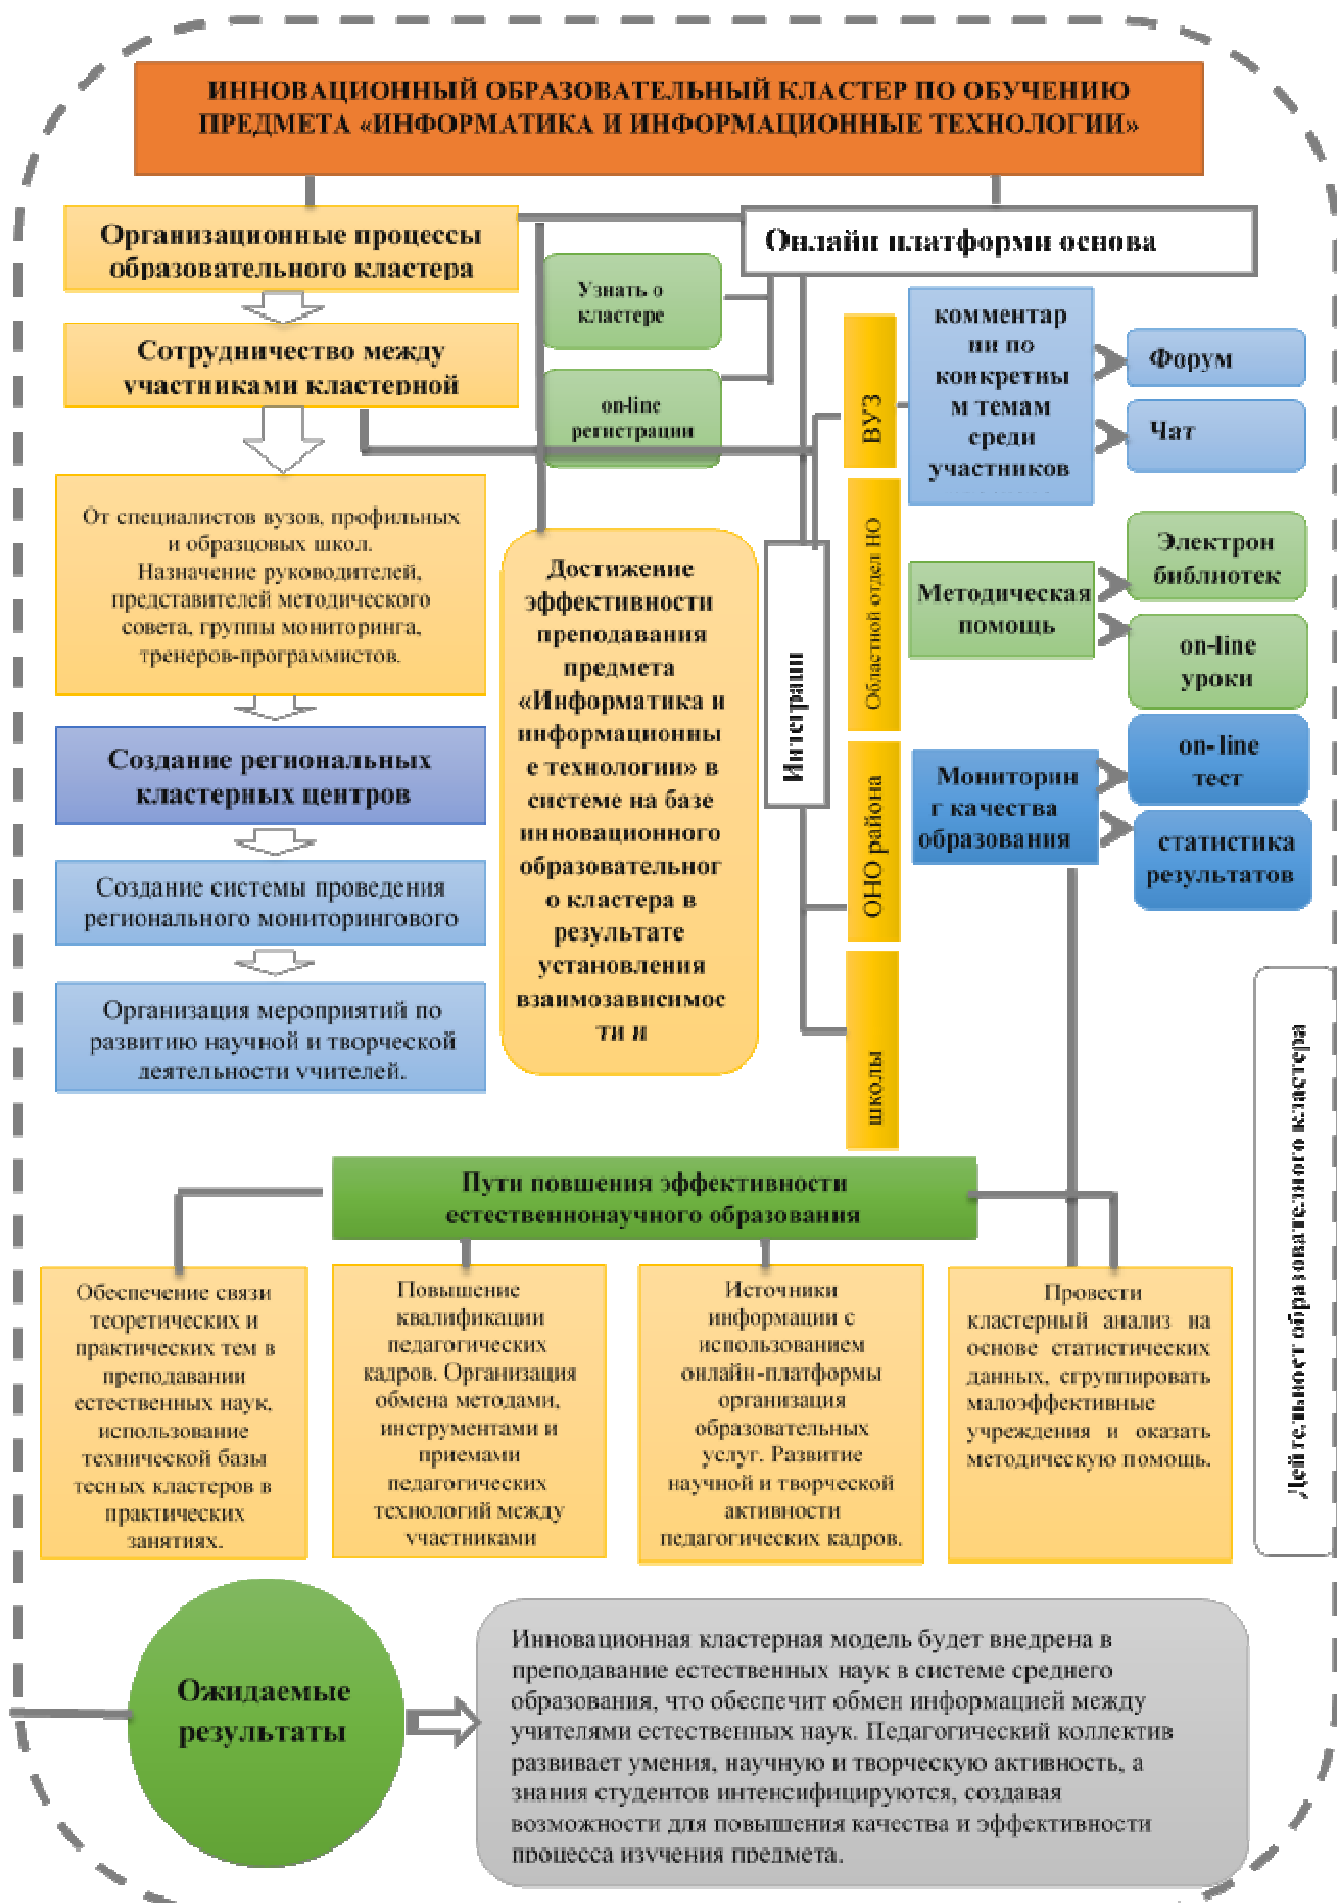 ИННОВАЦИОННЫЙ ОБРАЗОВАТЕЛЬНЫЙ КЛАСТЕР ПО ОБУЧЕНИЮ
ПРЕДМЕТА «ИНФОРМАТИКА И ИНФОРМАЦИОННЫЕ ТЕХНОЛОГИИ»
Организационные процессы
образовательного кластера
Сотрудничество между
участниками кластерной
От специалистов вузов, профильных
и образцовых школ.
Назначение руководителей,
представителей методического
совета, группы мониторинга,
тренеров-программистов.
Создание региональных
кластерных центров
Создание системы проведения
регионального мониторингового
Организация мероприятий по
развитию научной и творческой
деятельности учителей.
Онлайн платформи основа
Узнать о
кластере
on-line
регистрации
Достижение
эффективности
преподавания
предмета
«Информатика и
информационны
е технологии» в
системе на базе
инновационного
образовательног
о кластера в
результате
установления
взаимозависимос
ти и
ВУЗ
Областной отдел НО
ОНО района
школы
комментар
ии по
конкретны
м темам
среди
участников
Форум
Чат
Методическая
помощь
Электрон
библиотек
on-line
уроки
Мониторин
г качества
образования
on-line
тест
статистика
результатов
Дейтельност образователного кластера
Пути повшения эффективности
естественнонаучного образования
Обеспечение связи
теоретических и
практических тем в
преподавании
естественных наук,
использование
технической базы
тесных кластеров в
практических
занятиях.
Повышение
квалификации
педагогических
кадров. Организация
обмена методами,
инструментами и
приемами
педагогических
технологий между
участниками
Источники
информации с
использованием
онлайн-платформы
организация
образовательных
услуг. Развитие
научной и творческой
активности
педагогических кадров.
Провести
кластерный анализ на
основе статистических
данных, сгруппировать
малоэффективные
учреждения и оказать
методическую помощь.
Ожидаемые
результаты
Инновационная кластерная модель будет внедрена в
преподавание естественных наук в системе среднего
образования, что обеспечит обмен информацией между
учителями естественных наук. Педагогический коллектив
развивает умения, научную и творческую активность, а
знания студентов интенсифицируются, создавая
возможности для повышения качества и эффективности
процесса изучения предмета.